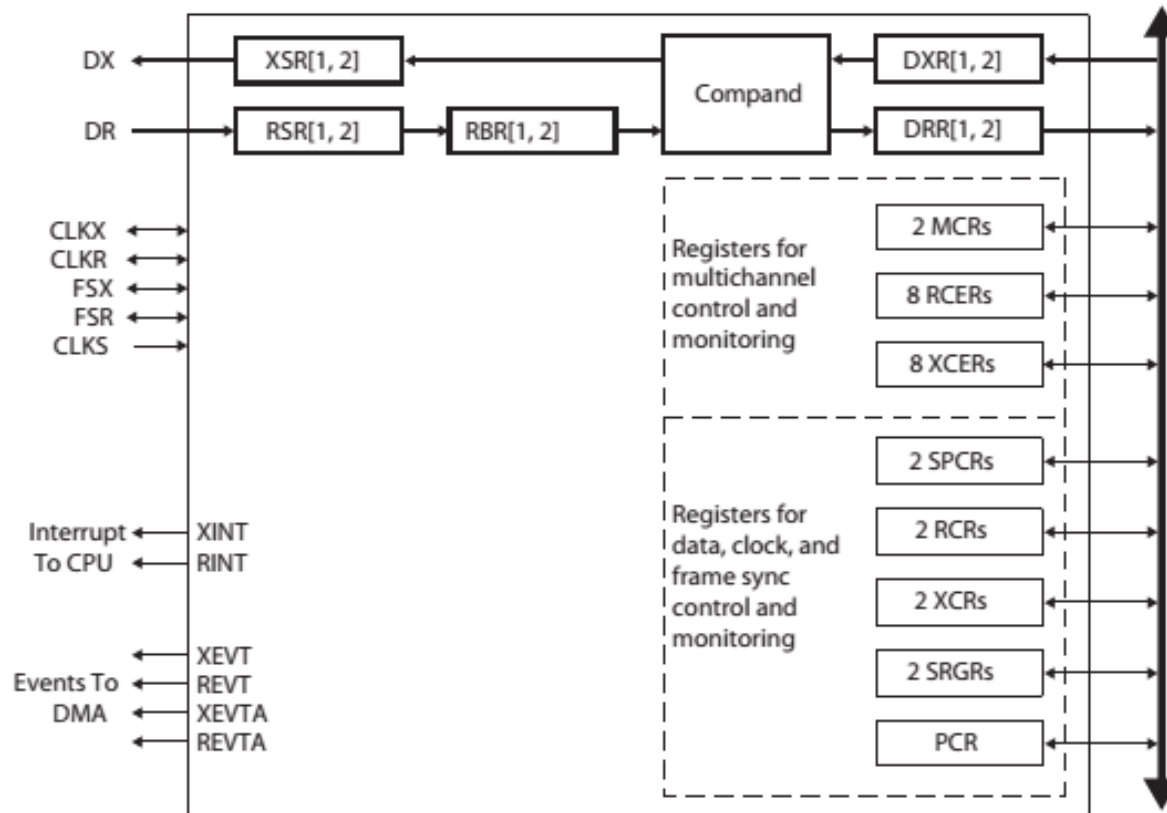 DX
XSR[1, 2]
Compand
DXR[1, 2]
DR
RSR[1, 2]
RBR[1, 2]
DRR[1, 2]
CLKX
CLKR
FSX
FSR
CLKS
Registers for
multichannel
control and
monitoring
2 MCRs
8 RCERs
8 XCERs
Interrupt
To CPU
XINT
RINT
Registers for
data, clock, and
frame sync
control and
monitoring
2 SPCRs
2 RCRs
2 XCRs
2 SRGRs
PCR
Events To
DMA
XEVT
REVT
XEVTA
REVTA